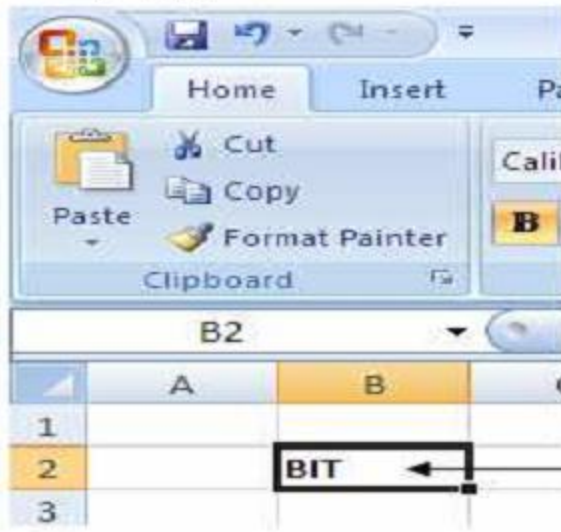 Home Insert
Cut
Copy
Paste
Format Painter
B
Clipboard
B2
A B
1
2 BIT
3